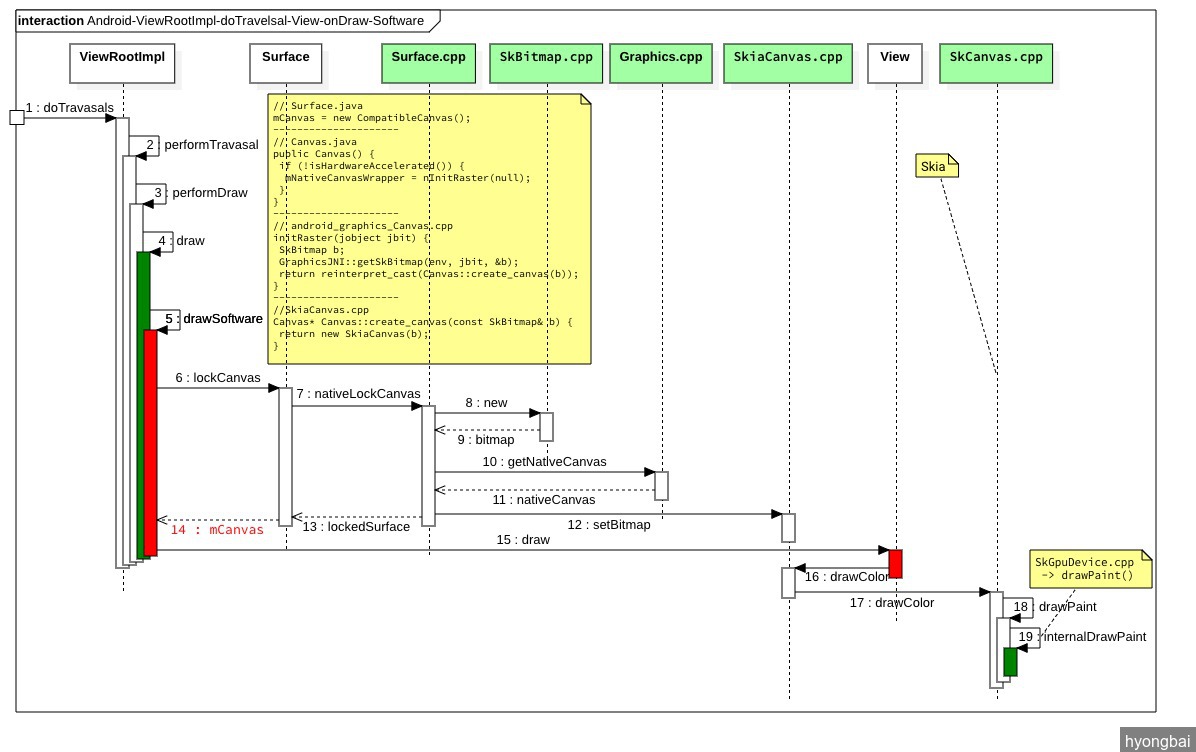 interaction Android-ViewRootImpl-doTravelsal-View-onDraw-Software
ViewRootImpl
Surface
Surface.cpp
SkBitmap.cpp
Graphics.cpp
SkiaCanvas.cpp
View
SkCanvas.cpp
1 : doTravasals
2 : performTravasal
3 : performDraw
4 : draw
5 : drawSoftware
// Surface.java
mCanvas = new CompatibleCanvas();
---------------------
// Canvas.java
public Canvas() {
if (!isHardwareAccelerated()) {
mNativeCanvasWrapper = nInitRaster(null);
}
}
---------------------
// android_graphics_Canvas.cpp
initRaster(jobject jbit) {
SkBitmap b;
GraphicsJNI::getSkBitmap(env, jbit, &b);
return reinterpret_cast(Canvas::create_canvas(b));
}
---------------------
//SkiaCanvas.cpp
Canvas* Canvas::create_canvas(const SkBitmap& b) {
return new SkiaCanvas(b);
}
Skia
6 : lockCanvas
7 : nativeLockCanvas
8 : new
9 : bitmap
10 : getNativeCanvas
11 : nativeCanvas
12 : setBitmap
13 : lockedSurface
14 : mCanvas
15 : draw
16 : drawColor
17 : drawColor
SkGpuDevice.cpp
-> drawPaint()
18 : drawPaint
19 : internalDrawPaint
hyongbai